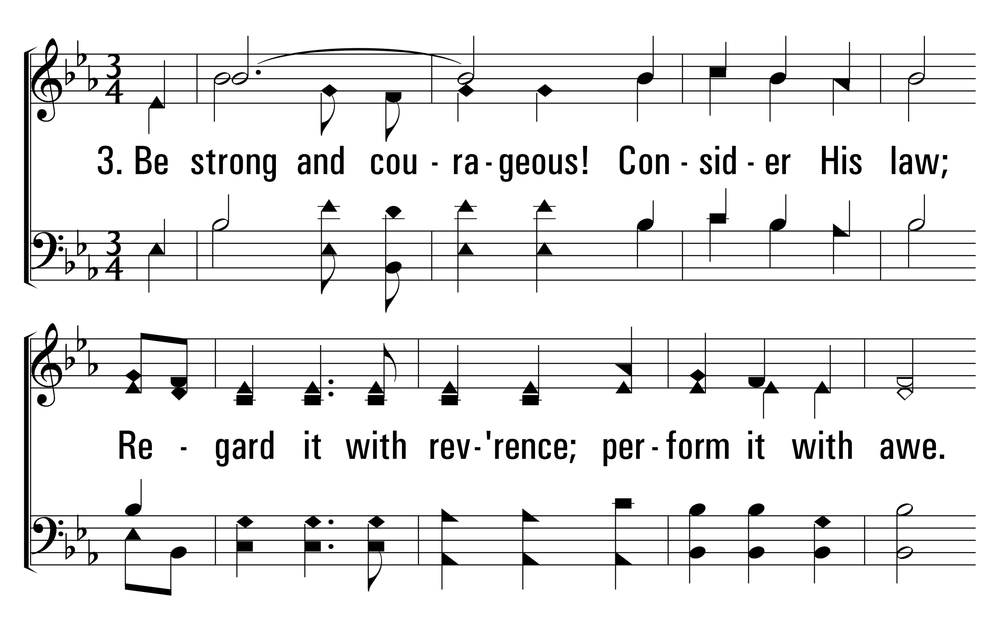 3. Be strong and cou - ra - geous! Con - sid - er His law;
Re - gard it with rev - 'rence; per - form it with awe.